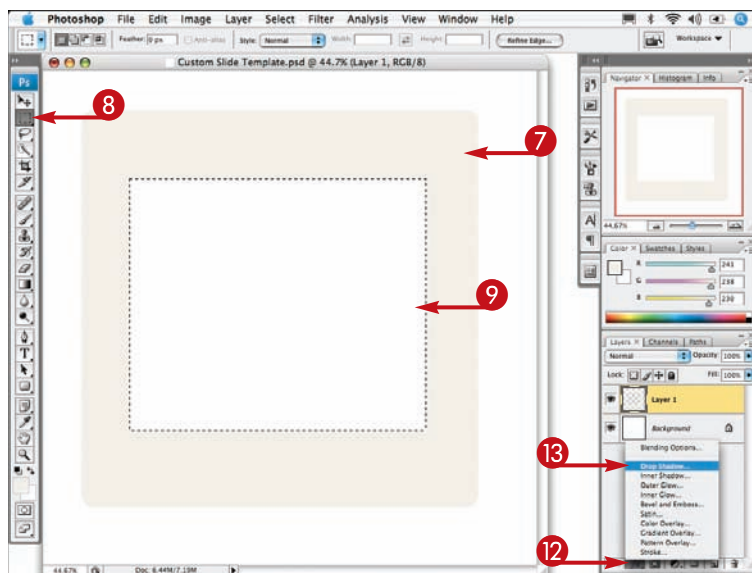 Photoshop File Edit Image Layer Select Filter Analysis View Window Help
Feather: 0 px Anti-alias Style: Normal Width: Height: Refine Edge... Workspace
Custom Slide Template.psd @ 44.7% (Layer 1, RGB/8)
Ps
8
7
9
Navigator × Histogram Info
44.67%
Color × Swatches Styles
R 241
G 238
B 230
Layers × Channels Paths
Normal Opacity: 100%
Lock: Fill: 100%
Layer 1
Background
Blending Options...
13
Drop Shadow...
Inner Shadow...
Outer Glow...
Inner Glow...
Bevel and Emboss...
Satin...
Color Overlay...
Gradient Overlay...
Pattern Overlay...
Stroke...
12
44.67% Doc: 6.44M/7.19M